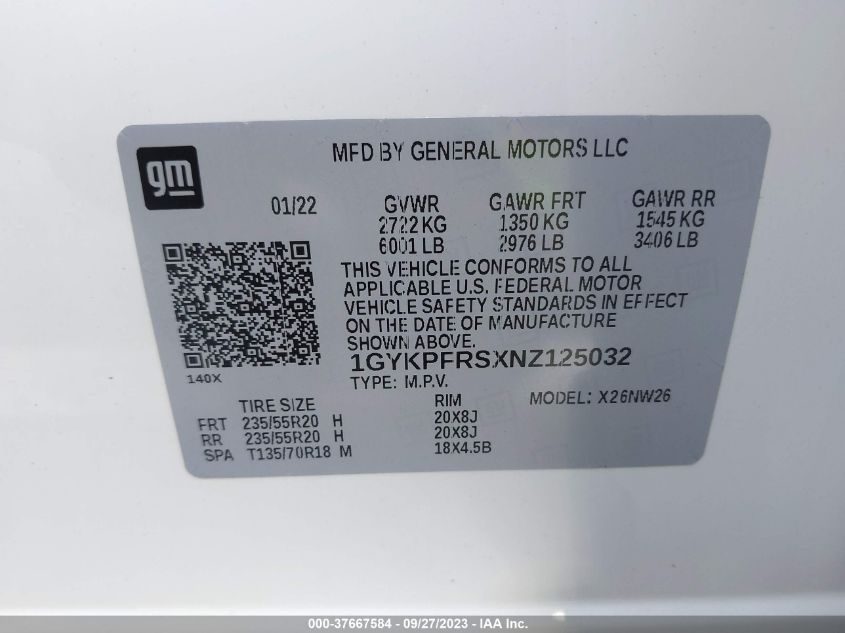 gm
MFD BY GENERAL MOTORS LLC
01/22 GVWR GAWR FRT GAWR RR
2722 KG 1350 KG 1545 KG
6001 LB 2976 LB 3406 LB
THIS VEHICLE CONFORMS TO ALL
APPLICABLE U.S. FEDERAL MOTOR
VEHICLE SAFETY STANDARDS IN EFFECT
ON THE DATE OF MANUFACTURE
SHOWN ABOVE.
1GYKPFRSXNZ125032
140X TYPE: M.P.V.
TIRE SIZE RIM MODEL: X26NW26
FRT 235/55R20 H 20X8J
RR 235/55R20 H 20X8J
SPA T135/70R18 M 18X4.5B
000-37667584 / 09/27/2023 - IAA Inc.